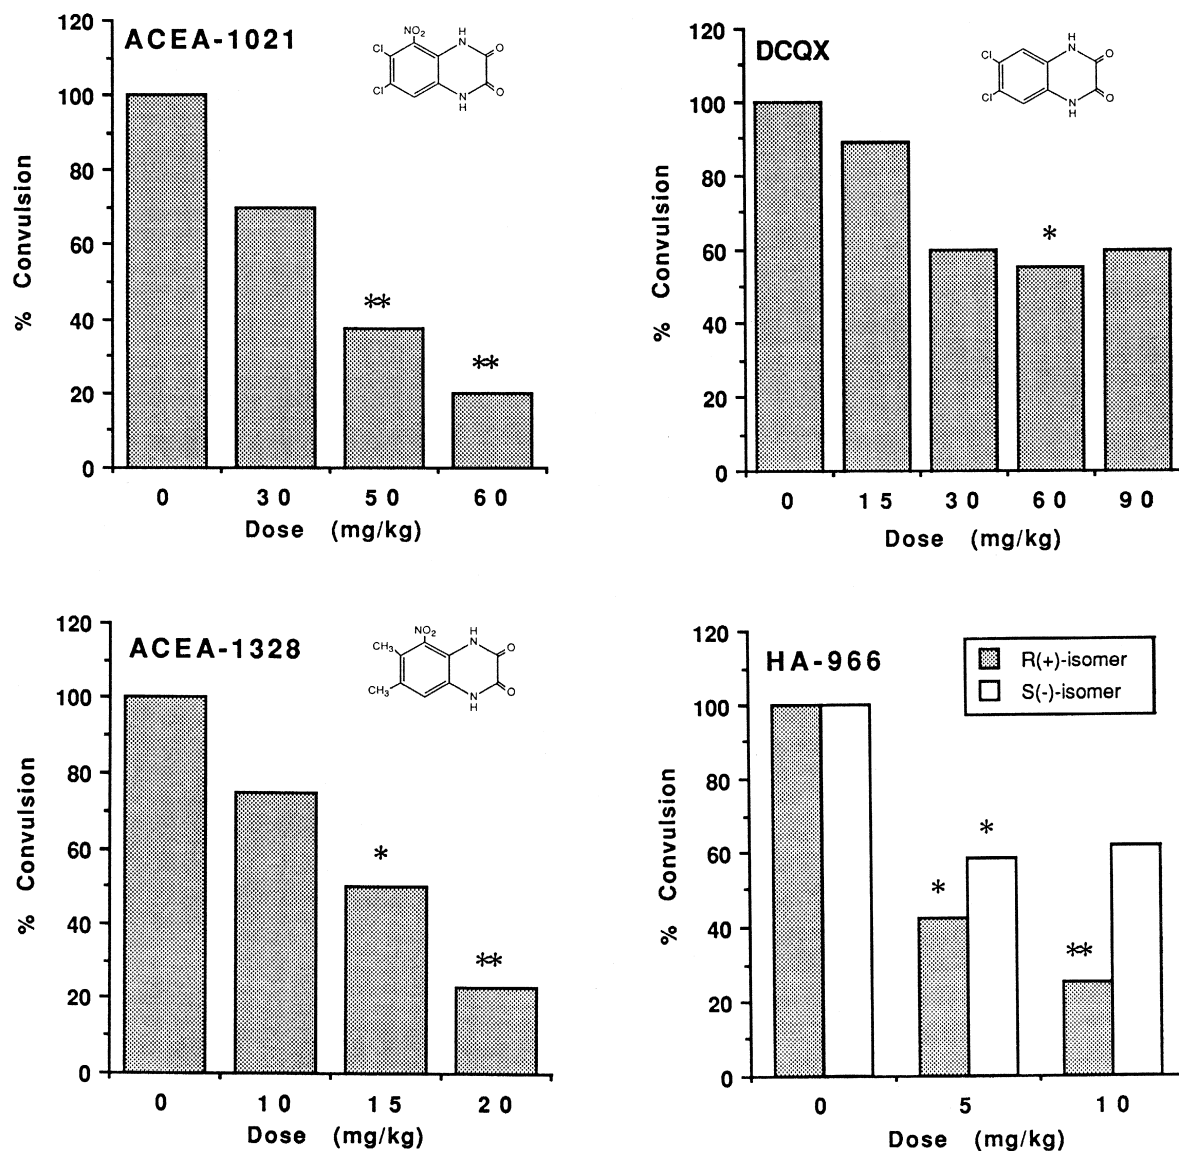 ACEA-1021
NO2
Cl
Cl
H
N
O
O
N
H
120
100
80
60
40
20
0
% Convulsion
**
**
0 30 50 60
Dose (mg/kg)
DCQX
Cl
Cl
H
N
O
O
N
H
120
100
80
60
40
20
0
% Convulsion
*
0 15 30 60 90
Dose (mg/kg)
ACEA-1328
NO2
CH3
CH3
H
N
O
O
N
H
120
100
80
60
40
20
0
% Convulsion
*
**
0 10 15 20
Dose (mg/kg)
HA-966
R(+)-isomer
S(-)-isomer
120
100
80
60
40
20
0
% Convulsion
*
*
**
0 5 10
Dose (mg/kg)